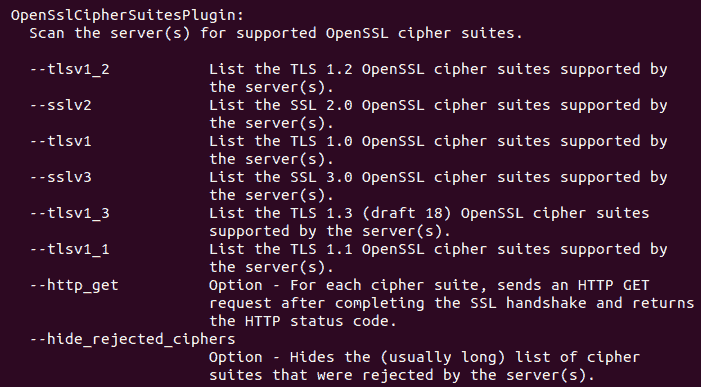 OpenSslCipherSuitesPlugin:
Scan the server(s) for supported OpenSSL cipher suites.
--tlsv1_2 List the TLS 1.2 OpenSSL cipher suites supported by
the server(s).
--sslv2 List the SSL 2.0 OpenSSL cipher suites supported by
the server(s).
--tlsv1 List the TLS 1.0 OpenSSL cipher suites supported by
the server(s).
--sslv3 List the SSL 3.0 OpenSSL cipher suites supported by
the server(s).
--tlsv1_3 List the TLS 1.3 (draft 18) OpenSSL cipher suites
supported by the server(s).
--tlsv1_1 List the TLS 1.1 OpenSSL cipher suites supported by
the server(s).
--http_get Option - For each cipher suite, sends an HTTP GET
request after completing the SSL handshake and returns
the HTTP status code.
--hide_rejected_ciphers
Option - Hides the (usually long) list of cipher
suites that were rejected by the server(s).